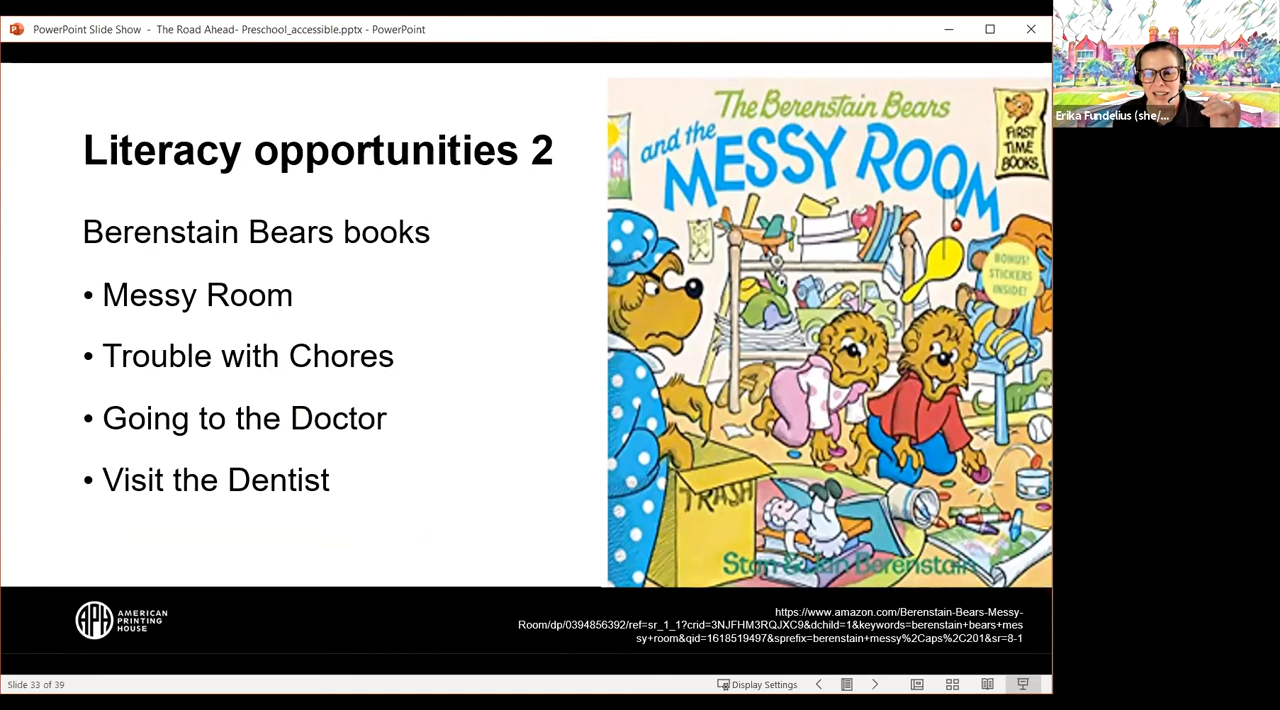 PowerPoint Slide Show - The Road Ahead- Preschool_accessible.pptx - PowerPoint
Erika Fundelius (she/...
Literacy opportunities 2
Berenstain Bears books
• Messy Room
• Trouble with Chores
• Going to the Doctor
• Visit the Dentist
The Berenstain Bears
and the
MESSY ROOM
FIRST
TIME
BOOKS.
BONUS!
STICKERS
INSIDE!
TRASH
Stan & Jan Berenstain
APH
AMERICAN
PRINTING
HOUSE
https://www.amazon.com/Berenstain-Bears-Messy-
Room/dp/0394856392/ref=sr_1_1?crid=3NJFHM3RQJXC9&dchild=1&keywords=berenstain+bears+mes
sy+room&qid=1618519497&sprefix=berenstain+messy%2Caps%2C201&sr=8-1
Slide 33 of 39
Display Settings